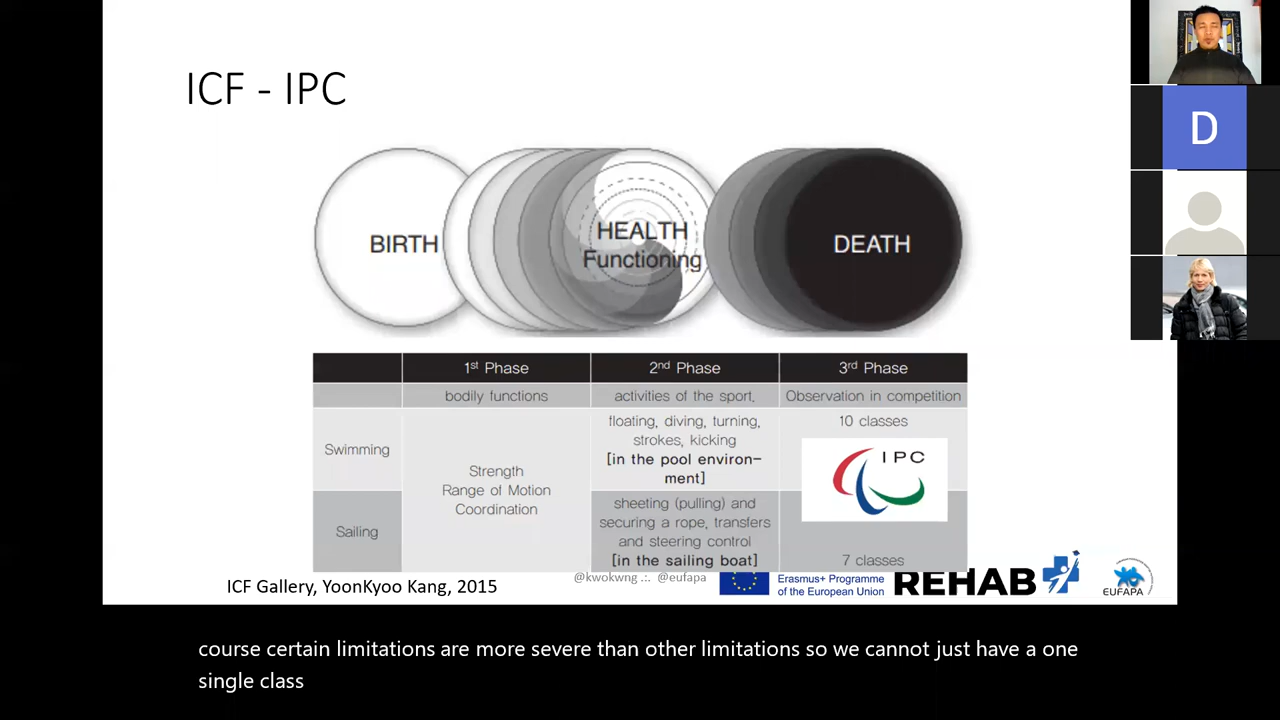 ICF - IPC
BIRTH
HEALTH
Functioning
DEATH
1st Phase
2nd Phase
3rd Phase
bodily functions
activities of the sport,
Observation in competition
Swimming
Strength
Range of Motion
Coordination
floating, diving, turning,
strokes, kicking
[in the pool environ-
ment]
10 classes
IPC
Sailing
sheeting (pulling) and
securing a rope, transfers
and steering control
[in the sailing boat]
7 classes
ICF Gallery, YoonKyoo Kang, 2015
@kwokwng .:. @eufapa
Erasmus+ Programme
of the European Union
REHAB
EUFAPA
D
course certain limitations are more severe than other limitations so we cannot just have a one
single class